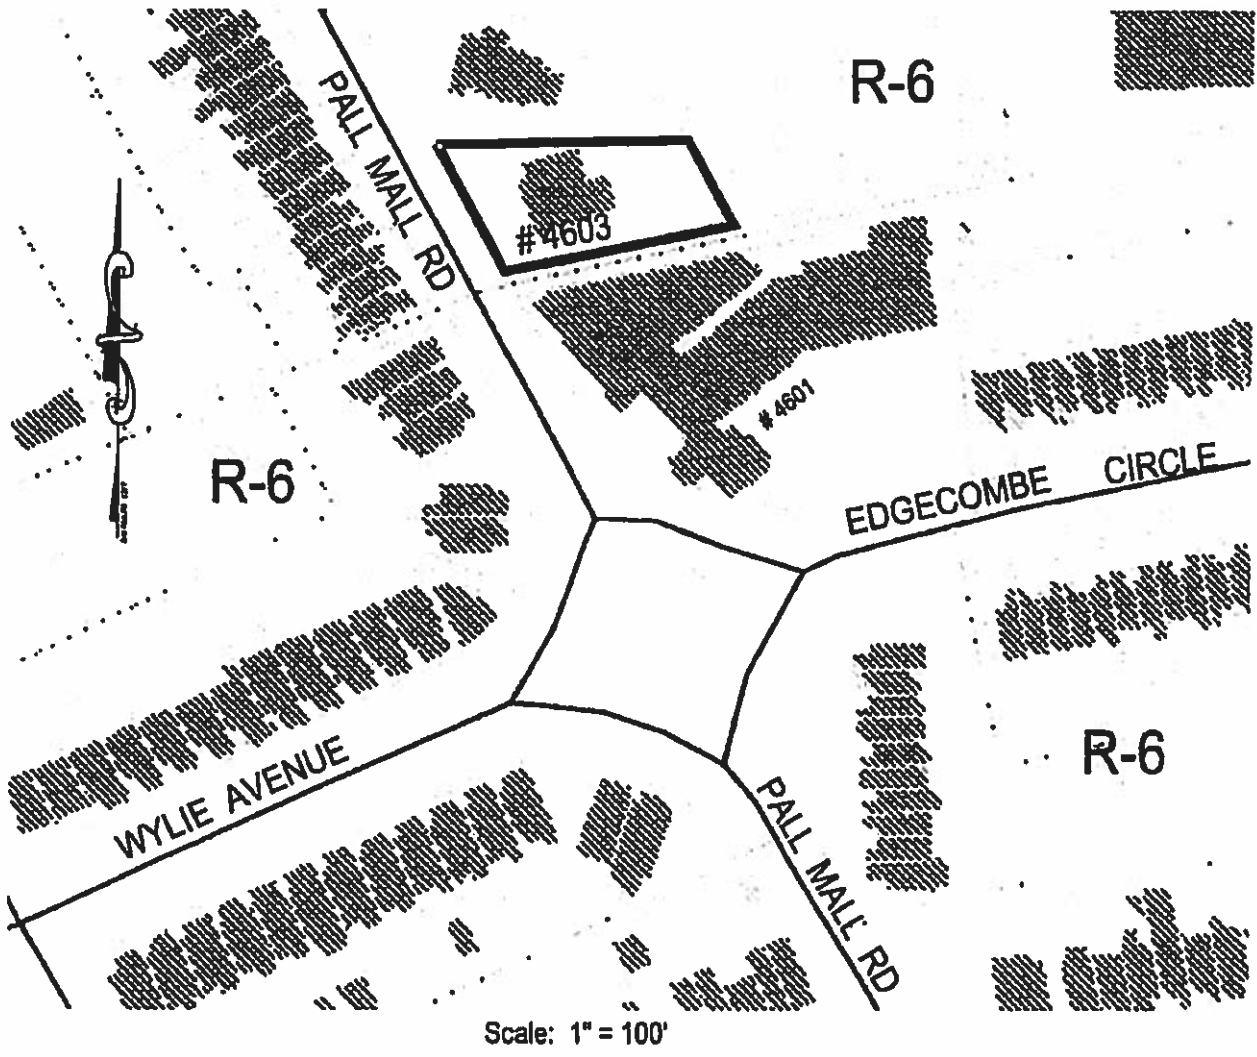 R-6
PALL MALL RD
# 4603
# 4601
R-6
EDGECOMBE CIRCLE
WYLIE AVENUE
R-6
PALL MALL RD
Scale: 1" = 100'